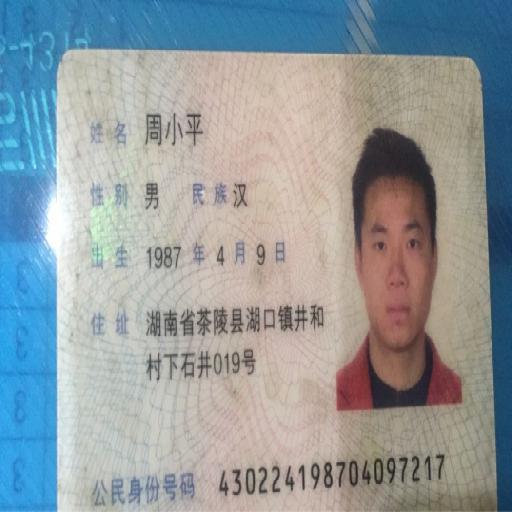 姓名 周小平
性别 男 民族 汉
出生 1987 年 4 月 9 日
住址 湖南省茶陵县湖口镇井和
村下石井019号
公民身份号码 430224198704097217